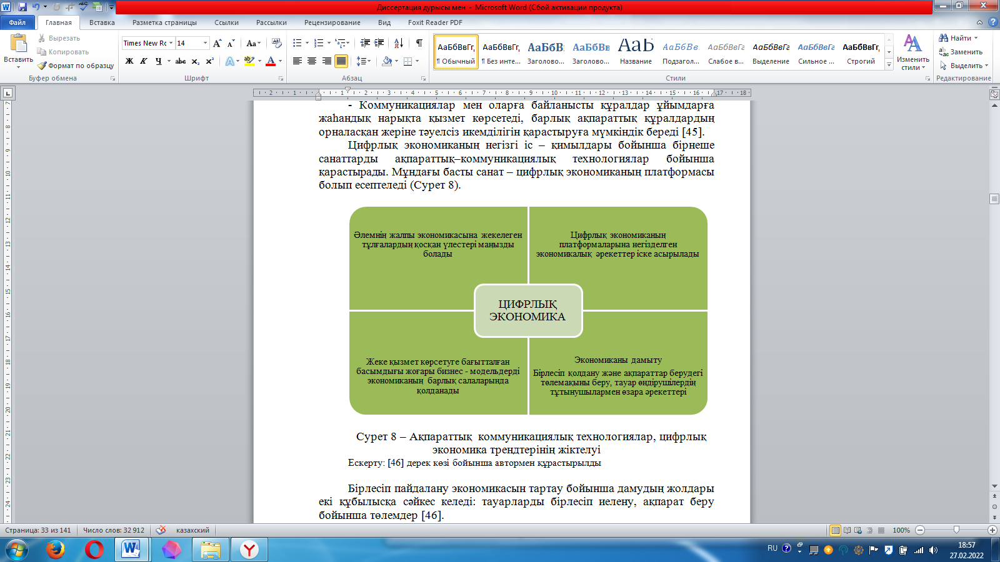 Диссертация дурысы мен - Microsoft Word (Сбой активации продукта)
Файл Главная Вставка Разметка страницы Ссылки Рассылки Рецензирование Вид Foxit Reader PDF
Вставить
Вырезать
Копировать
Формат по образцу
Буфер обмена
Times New Rc 14
Ж К Ч abc x₂ x²
Шрифт
Абзац
АаБбВвГг, АаБбВвГг, АаБбВ АаБбВв АаБ АаБбВв. АаБбВвГг АаБбВвГг АаБбВвГг АаБбВвГг,
¶ Обычный ¶ Без инте... Заголово... Заголово... Название Подзагол... Слабое в... Выделение Сильное ... Строгий
Стили
Изменить
стили
Найти
Заменить
Выделить
Редактирование
- Коммуникациялар мен оларға байланысты құралдар ұйымдарға
жаһандық нарықта қызмет көрсетеді, барлық ақпараттық құралдардың
орналасқан жеріне тәуелсіз икемділігін қарастыруға мүмкіндік береді [45].
Цифрлық экономиканың негізгі іс – қимылдары бойынша бірнеше
санаттарды ақпараттық–коммуникациялық технологиялар бойынша
қарастырады. Мұндағы басты санат – цифрлық экономиканың платформасы
болып есептеледі (Сурет 8).
Әлемнің жалпы экономикасына жекелеген
тұлғалардың қосқан үлестері маңызды
болады
Цифрлық экономиканың
платформаларына негізделген
экономикалық әрекеттер іске асырылады
ЦИФРЛЫҚ
ЭКОНОМИКА
Жеке қызмет көрсетуге бағытталған
басымдығы жоғары бизнес - модельдерді
экономиканың барлық салаларында
қолданады
Экономиканы дамыту
Бірлесіп қолдану және ақпараттар берудегі
төлемақыны беру, тауар өндірушілердің
тұтынушылармен өзара әрекеттері
Сурет 8 – Ақпараттық коммуникациялық технологиялар, цифрлық
экономика трендтерінің жіктелуі
Ескерту: [46] дерек көзі бойынша автормен құрастырылды
Бірлесіп пайдалану экономикасын тартау бойынша дамудың жолдары
екі құбылысқа сәйкес келеді: тауарларды бірлесіп иелену, ақпарат беру
бойынша төлемдер [46].
Страница: 33 из 141 Число слов: 32 912 казахский 100%
RU 18:57
27.02.2022